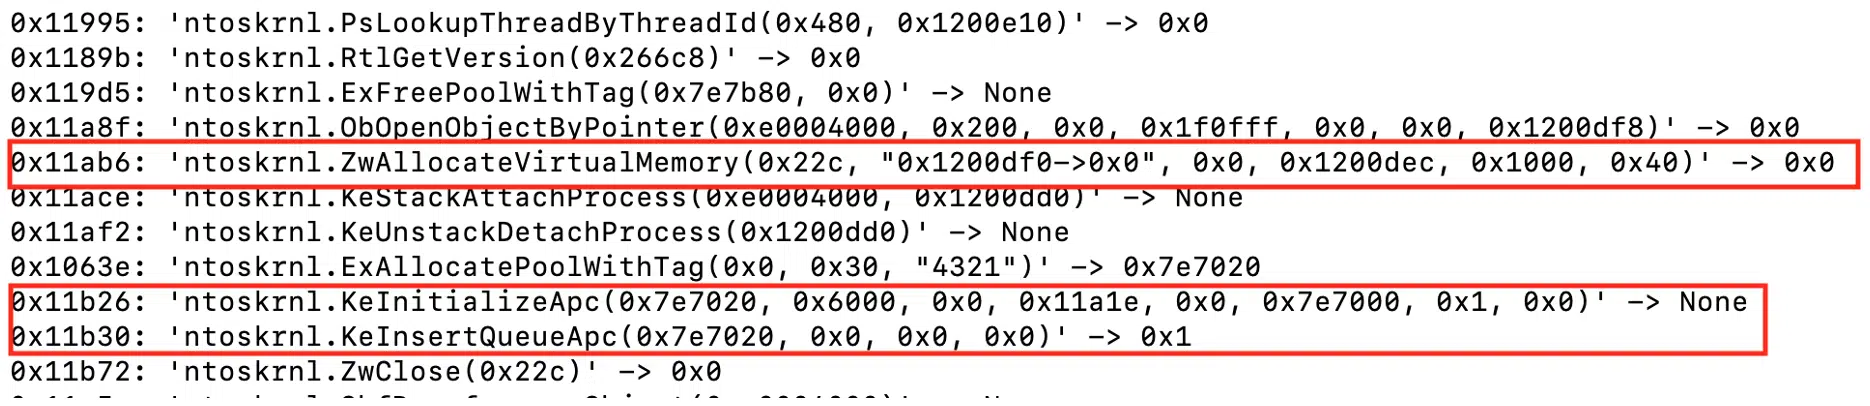 0x11995: 'ntoskrnl.PsLookupThreadByThreadId(0x480, 0x1200e10)' -> 0x0
0x1189b: 'ntoskrnl.RtlGetVersion(0x266c8)' -> 0x0
0x119d5: 'ntoskrnl.ExFreePoolWithTag(0x7e7b80, 0x0)' -> None
0x11a8f: 'ntoskrnl.ObOpenObjectByPointer(0xe0004000, 0x200, 0x0, 0x1f0fff, 0x0, 0x0, 0x1200df8)' -> 0x0
0x11ab6: 'ntoskrnl.ZwAllocateVirtualMemory(0x22c, "0x1200df0->0x0", 0x0, 0x1200dec, 0x1000, 0x40)' -> 0x0
0x11ace: 'ntoskrnl.KeStackAttachProcess(0xe0004000, 0x1200dd0)' -> None
0x11af2: 'ntoskrnl.KeUnstackDetachProcess(0x1200dd0)' -> None
0x1063e: 'ntoskrnl.ExAllocatePoolWithTag(0x0, 0x30, "4321")' -> 0x7e7020
0x11b26: 'ntoskrnl.KeInitializeApc(0x7e7020, 0x6000, 0x0, 0x11a1e, 0x0, 0x7e7000, 0x1, 0x0)' -> None
0x11b30: 'ntoskrnl.KeInsertQueueApc(0x7e7020, 0x0, 0x0, 0x0)' -> 0x1
0x11b72: 'ntoskrnl.ZwClose(0x22c)' -> 0x0